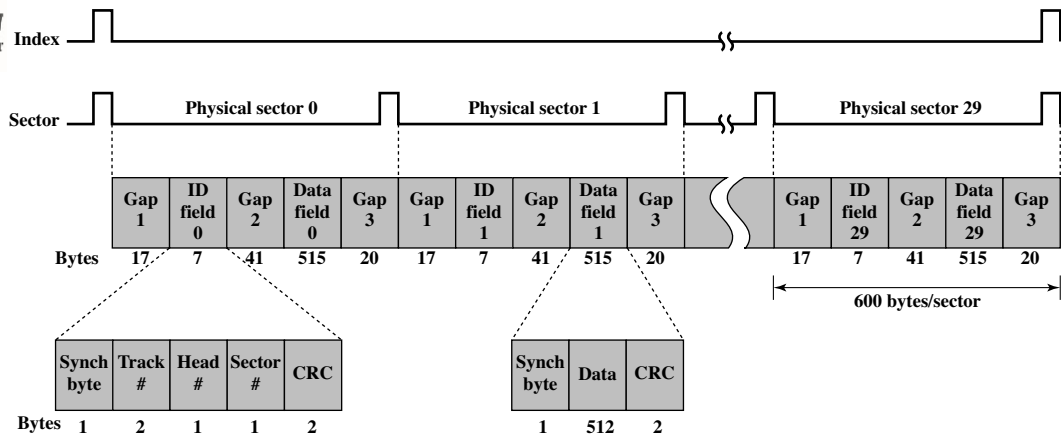 Index
Sector
Physical sector 0
Physical sector 1
Physical sector 29
Gap 1
ID field 0
Gap 2
Data field 0
Gap 3
Gap 1
ID field 1
Gap 2
Data field 1
Gap 3
Gap 1
ID field 29
Gap 2
Data field 29
Gap 3
Bytes 17 7 41 515 20 17 7 41 515 20 17 7 41 515 20
600 bytes/sector
Synch byte
Track #
Head #
Sector #
CRC
Synch byte
Data
CRC
Bytes 1 2 1 1 2 1 512 2